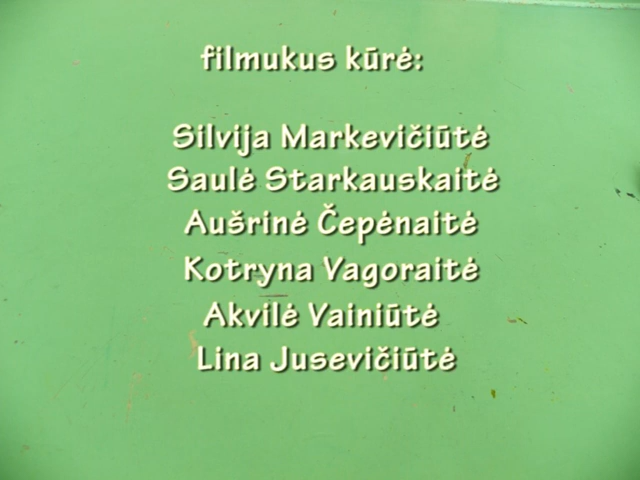 filmukus kūrė:
Silvija Markevičiūtė
Saulė Starkauskaitė
Aušrinė Čepėnaitė
Kotryna Vagoraitė
Akvilė Vainiūtė
Lina Jusevičiūtė